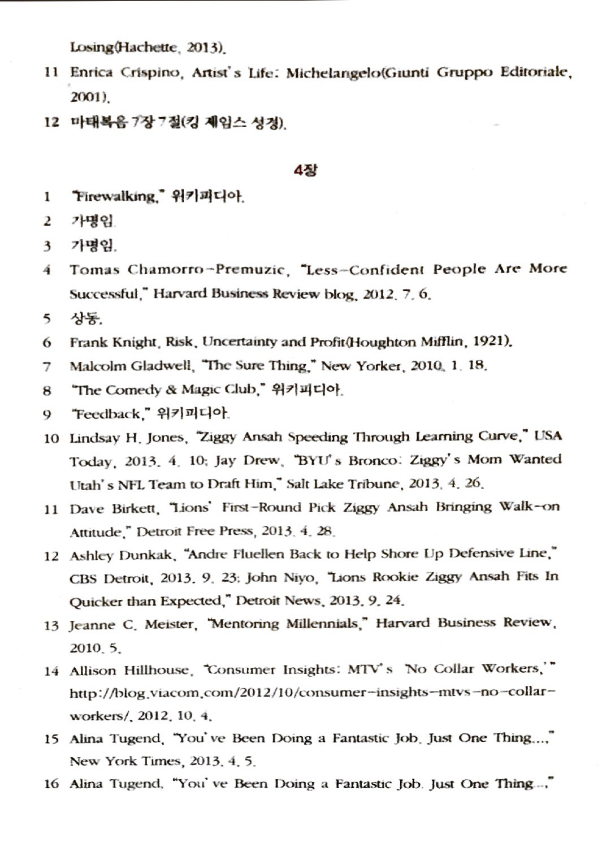 Losing(Hachette, 2013).
11 Enrica Crispino, Artist's Life: Michelangelo(Giunti Gruppo Editoriale,
2001).
12 마태복음 7장 7절(킹 제임스 성경).
4장
1 "Firewalking," 위키피디아.
2 가명임.
3 가명임.
4 Tomas Chamorro-Premuzic, "Less-Confident People Are More
Successful," Harvard Business Review blog, 2012. 7. 6.
5 상동.
6 Frank Knight, Risk, Uncertainty and Profit(Houghton Mifflin, 1921).
7 Malcolm Gladwell, "The Sure Thing," New Yorker, 2010. 1. 18.
8 "The Comedy & Magic Club," 위키피디아.
9 "Feedback," 위키피디아.
10 Lindsay H. Jones, "Ziggy Ansah Speeding Through Learning Curve," USA
Today, 2013. 4. 10; Jay Drew, "BYU's Bronco: Ziggy's Mom Wanted
Utah's NFL Team to Draft Him," Salt Lake Tribune, 2013. 4. 26.
11 Dave Birkett, "Lions' First-Round Pick Ziggy Ansah Bringing Walk-on
Attitude," Detroit Free Press, 2013. 4. 28.
12 Ashley Dunkak, "Andre Fluellen Back to Help Shore Up Defensive Line,"
CBS Detroit, 2013. 9. 23; John Niyo, "Lions Rookie Ziggy Ansah Fits In
Quicker than Expected," Detroit News, 2013. 9. 24.
13 Jeanne C. Meister, "Mentoring Millennials," Harvard Business Review,
2010. 5.
14 Allison Hillhouse, "Consumer Insights: MTV's 'No Collar Workers,'"
http://blog.viacom.com/2012/10/consumer-insights-mtvs-no-collar-
workers/, 2012. 10. 4.
15 Alina Tugend, "You've Been Doing a Fantastic Job. Just One Thing...,"
New York Times, 2013. 4. 5.
16 Alina Tugend, "You've Been Doing a Fantastic Job. Just One Thing...,"